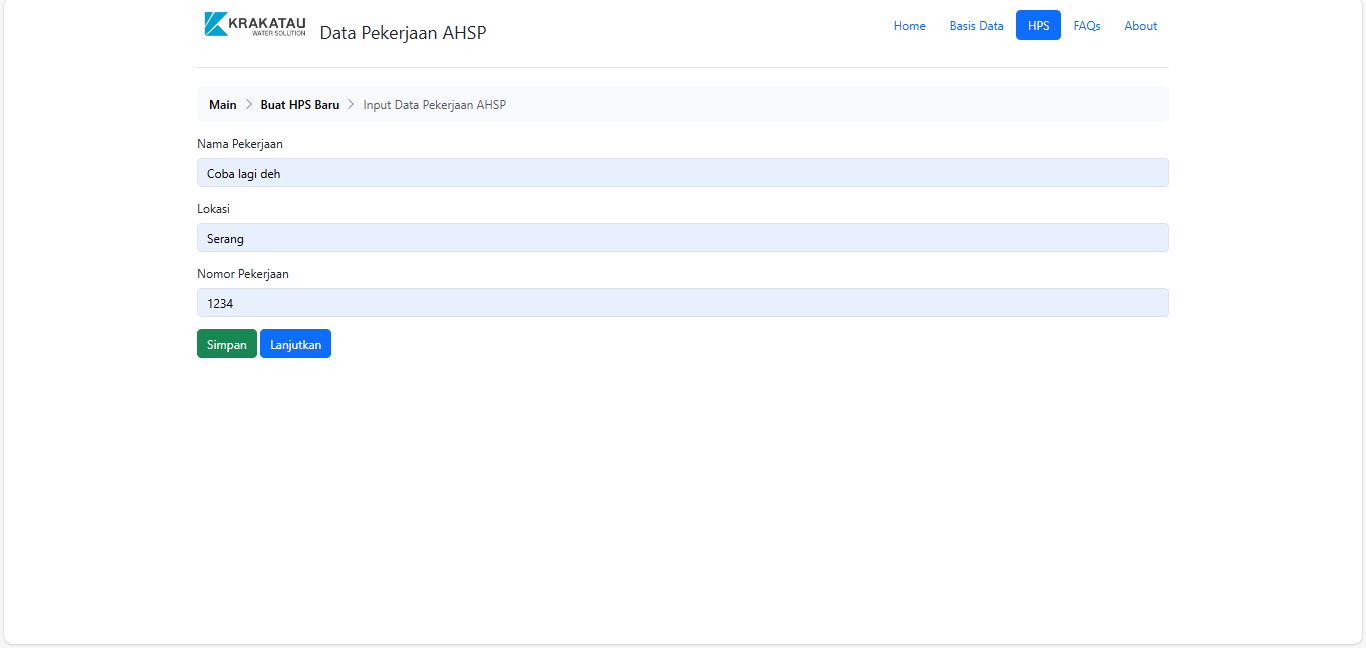 KRAKATAU
WATER SOLUTION
Data Pekerjaan AHSP
Home Basis Data HPS FAQs About
Main > Buat HPS Baru > Input Data Pekerjaan AHSP
Nama Pekerjaan
Coba lagi deh
Lokasi
Serang
Nomor Pekerjaan
1234
Simpan Lanjutkan